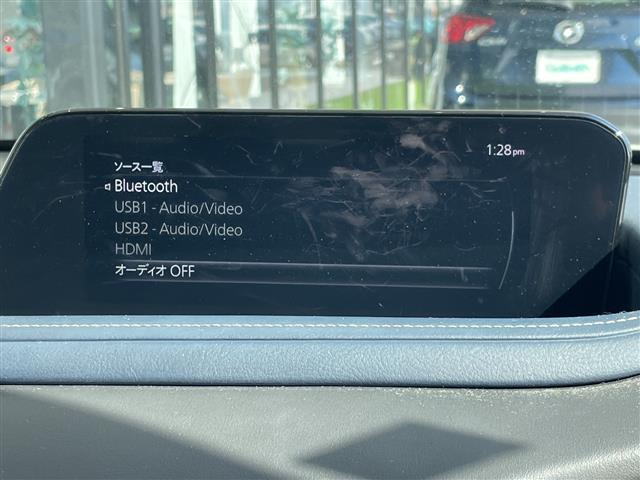 1:28pm
ソース一覧
Bluetooth
USB1 - Audio/Video
USB2 - Audio/Video
HDMI
オーディオ OFF